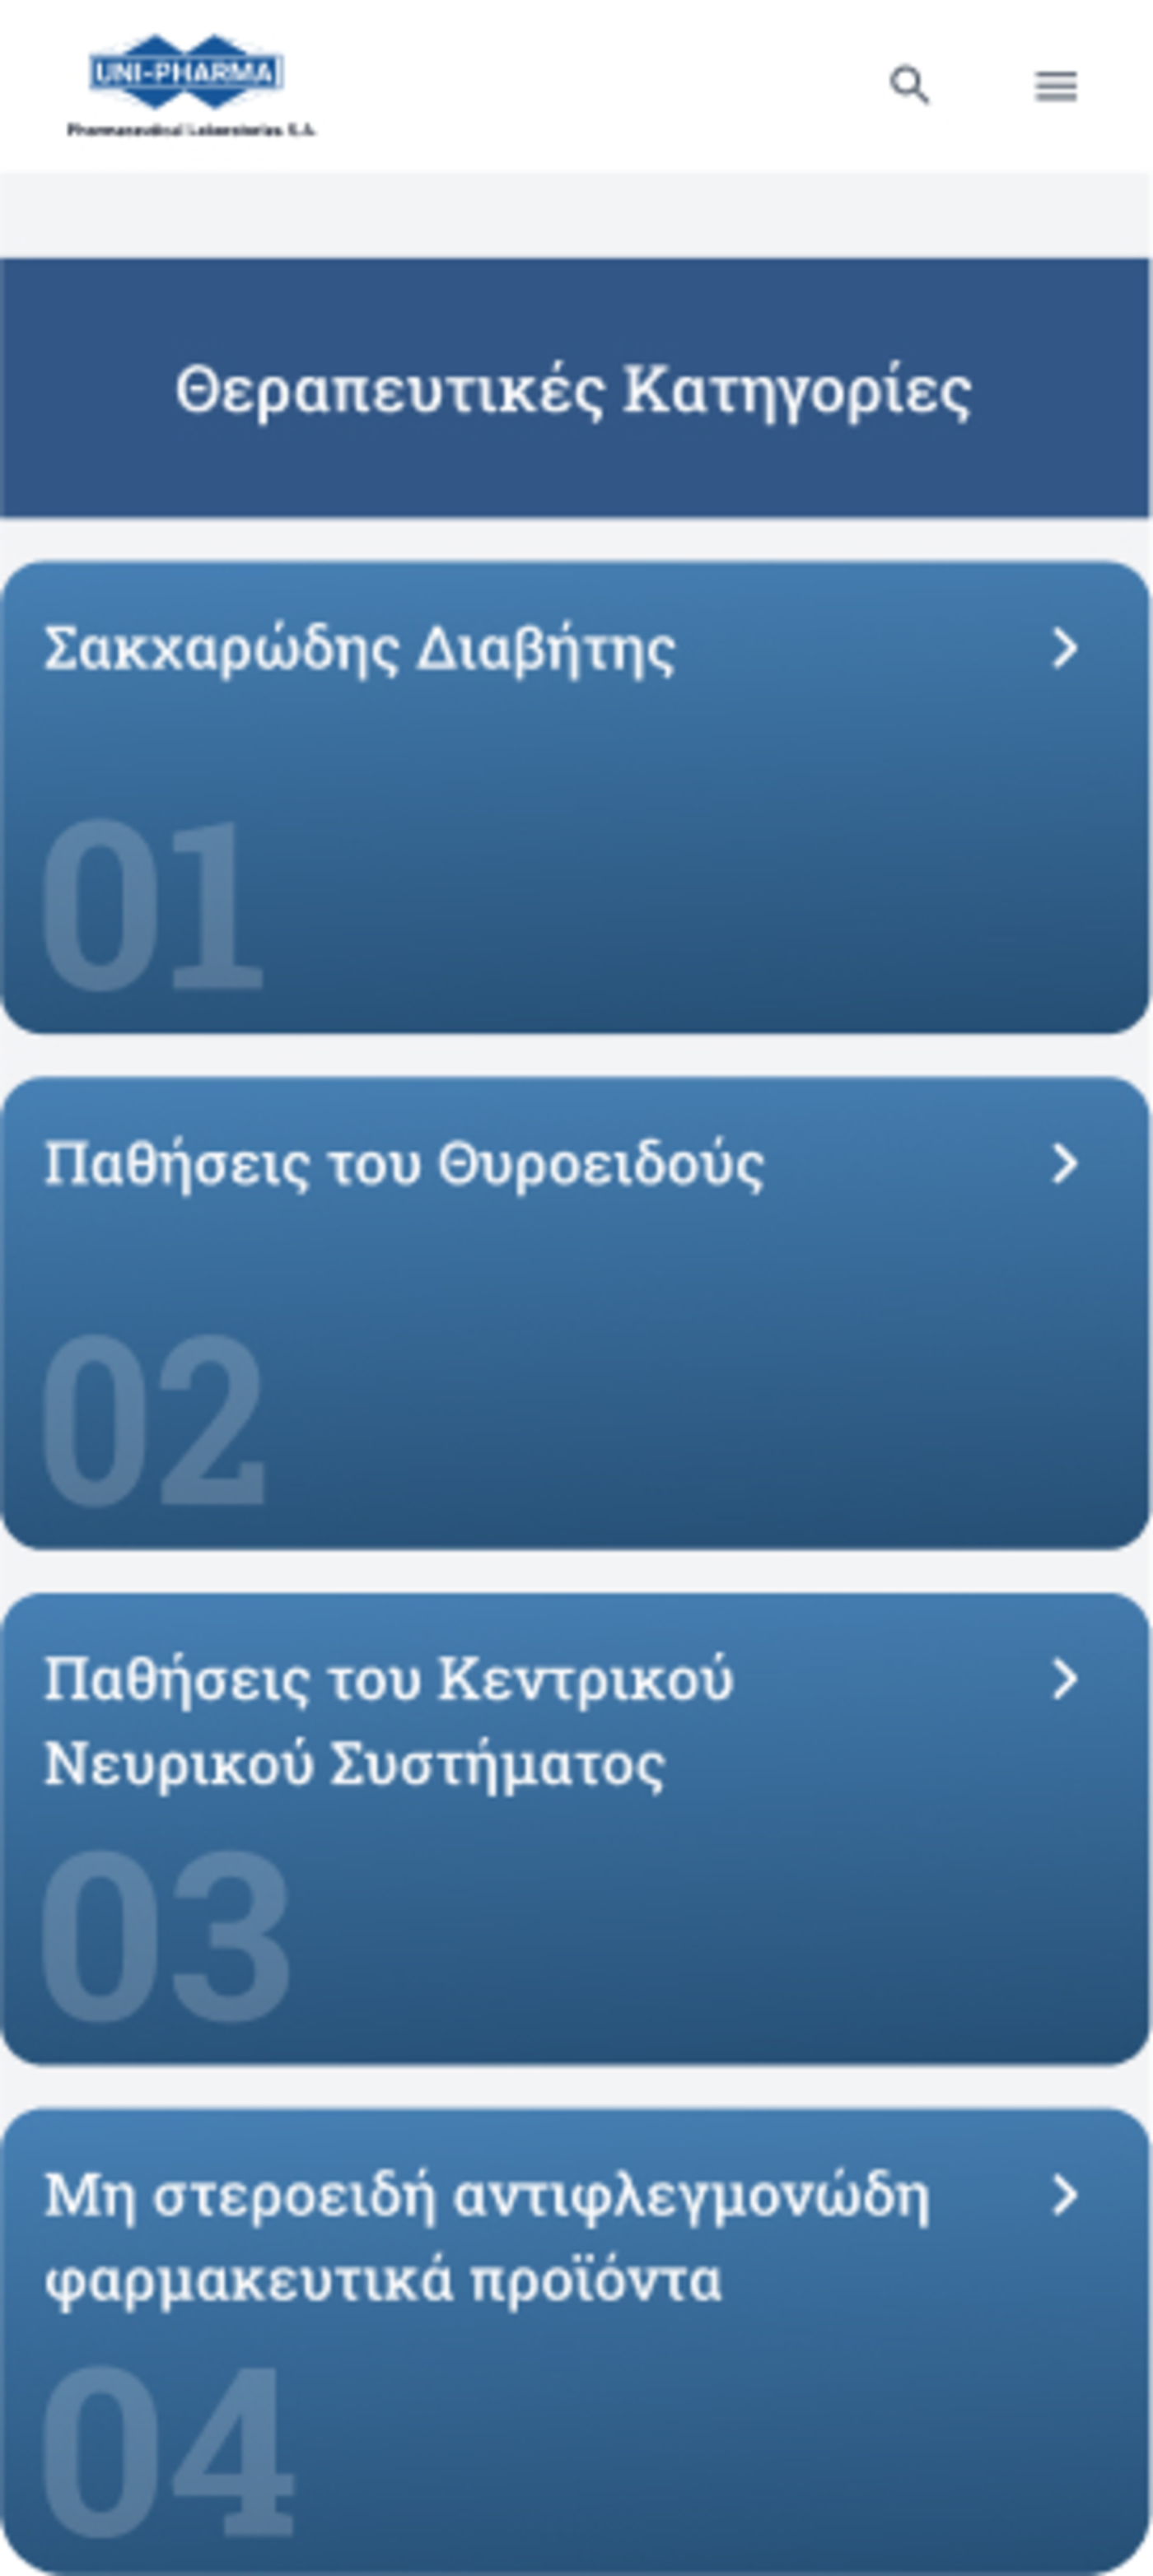 UNI-PHARMA
Pharmaceutical Laboratories S.A.
Θεραπευτικές Κατηγορίες
Σακχαρώδης Διαβήτης
01
Παθήσεις του Θυροειδούς
02
Παθήσεις του Κεντρικού
Νευρικού Συστήματος
03
Μη στεροειδή αντιφλεγμονώδη
φαρμακευτικά προϊόντα
04